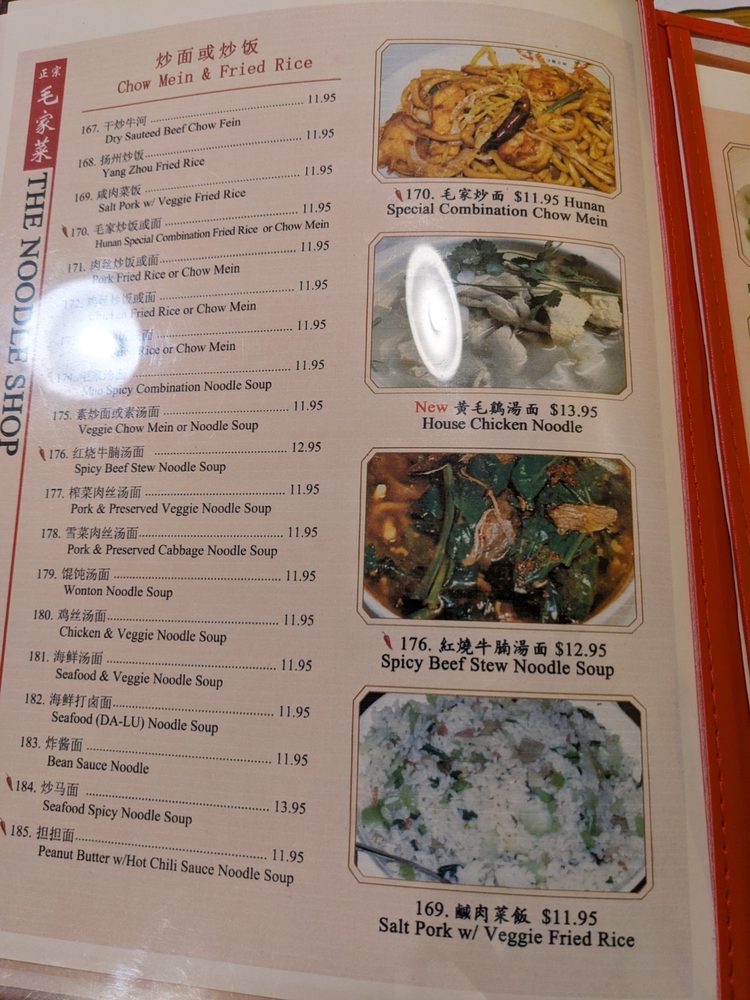 正宗
毛家菜
THE NOODLE SHOP
炒面或炒饭
Chow Mein & Fried Rice
167. 干炒牛河 11.95
Dry Sauteed Beef Chow Fein
168. 扬州炒饭 11.95
Yang Zhou Fried Rice
169. 咸肉菜饭 11.95
Salt Pork w/ Veggie Fried Rice
170. 毛家炒饭或面 11.95
Hunan Special Combination Fried Rice or Chow Mein
171. 肉丝炒饭或面 11.95
Pork Fried Rice or Chow Mein
172. 鸡丝炒饭或面 11.95
Chicken Fried Rice or Chow Mein
面 11.95
Rice or Chow Mein
11.95
Mao Spicy Combination Noodle Soup
175. 素炒面或素汤面 11.95
Veggie Chow Mein or Noodle Soup
176. 红烧牛腩汤面 12.95
Spicy Beef Stew Noodle Soup
177. 榨菜肉丝汤面 11.95
Pork & Preserved Veggie Noodle Soup
178. 雪菜肉丝汤面 11.95
Pork & Preserved Cabbage Noodle Soup
179. 馄饨汤面 11.95
Wonton Noodle Soup
180. 鸡丝汤面 11.95
Chicken & Veggie Noodle Soup
181. 海鲜汤面 11.95
Seafood & Veggie Noodle Soup
182. 海鲜打卤面 11.95
Seafood (DA-LU) Noodle Soup
183. 炸酱面 11.95
Bean Sauce Noodle
184. 炒马面 13.95
Seafood Spicy Noodle Soup
185. 担担面 11.95
Peanut Butter w/Hot Chili Sauce Noodle Soup
170. 毛家炒面 $11.95 Hunan
Special Combination Chow Mein
New 黄毛鷄湯面 $13.95
House Chicken Noodle
176. 紅燒牛腩湯面 $12.95
Spicy Beef Stew Noodle Soup
169. 鹹肉菜飯 $11.95
Salt Pork w/ Veggie Fried Rice